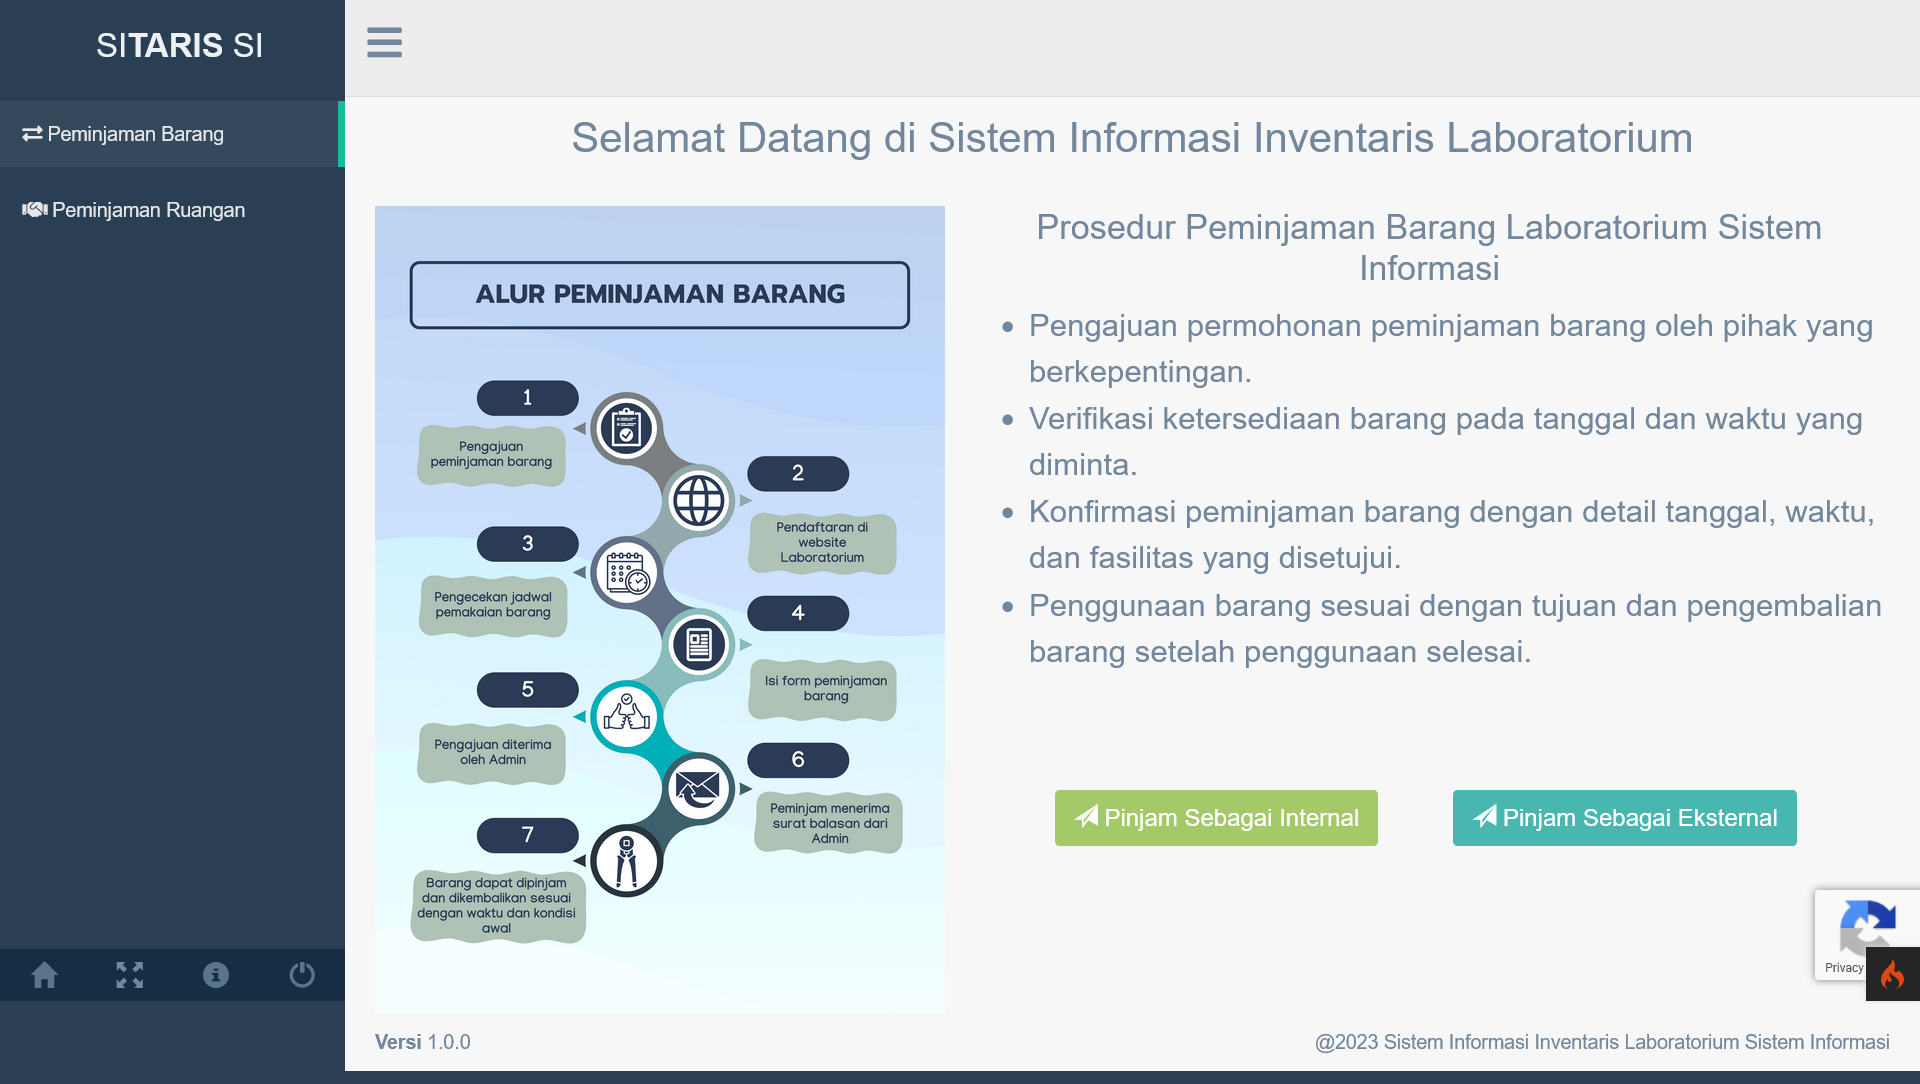 SITARIS SI
Peminjaman Barang
Peminjaman Ruangan
Selamat Datang di Sistem Informasi Inventaris Laboratorium
ALUR PEMINJAMAN BARANG
1
Pengajuan
peminjaman barang
2
Pendaftaran di
website
Laboratorium
3
Pengecekan jadwal
pemakaian barang
4
Isi form peminjaman
barang
5
Pengajuan diterima
oleh Admin
6
Peminjam menerima
surat balasan dari
Admin
7
Barang dapat dipinjam
dan dikembalikan sesuai
dengan waktu dan kondisi
awal
Prosedur Peminjaman Barang Laboratorium Sistem
Informasi
Pengajuan permohonan peminjaman barang oleh pihak yang
berkepentingan.
Verifikasi ketersediaan barang pada tanggal dan waktu yang
diminta.
Konfirmasi peminjaman barang dengan detail tanggal, waktu,
dan fasilitas yang disetujui.
Penggunaan barang sesuai dengan tujuan dan pengembalian
barang setelah penggunaan selesai.
Pinjam Sebagai Internal
Pinjam Sebagai Eksternal
Privacy
Versi 1.0.0
@2023 Sistem Informasi Inventaris Laboratorium Sistem Informasi